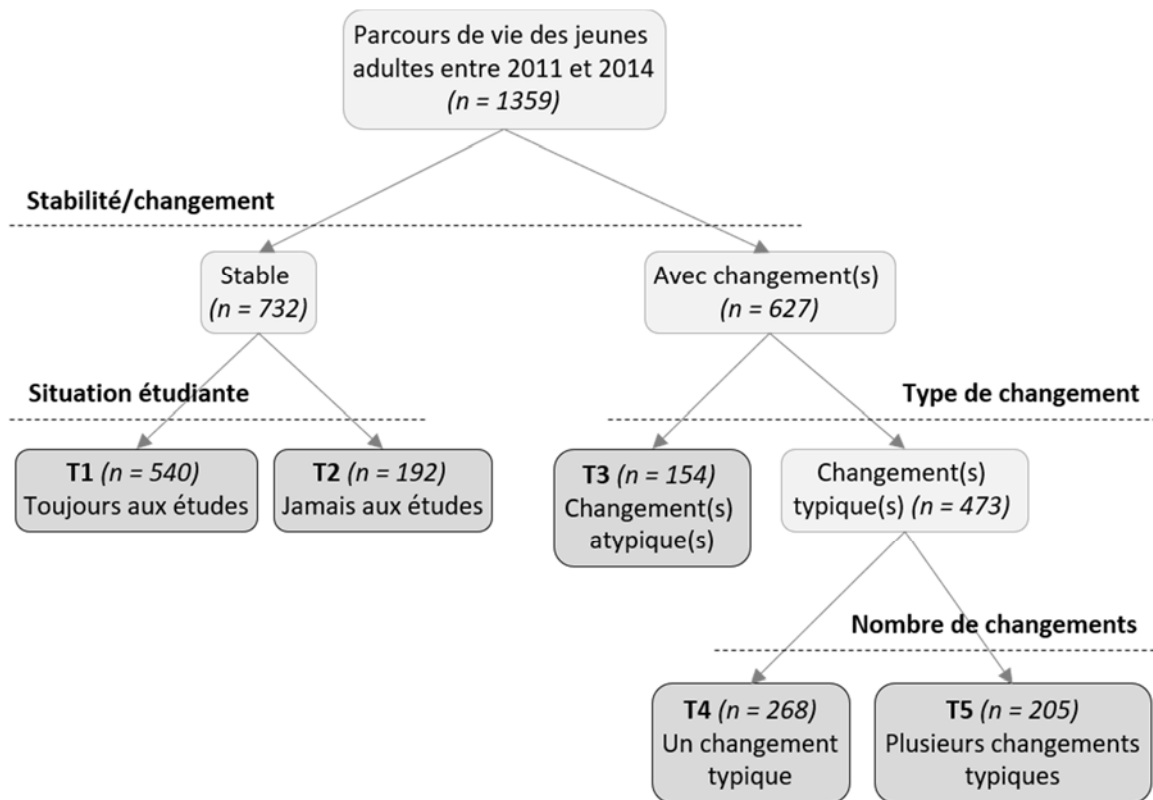 Parcours de vie des jeunes
adultes entre 2011 et 2014
(n = 1359)
Stabilité/changement
Stable
(n = 732)
Avec changement(s)
(n = 627)
Situation étudiante
Type de changement
T1 (n = 540)
Toujours aux études
T2 (n = 192)
Jamais aux études
T3 (n = 154)
Changement(s)
atypique(s)
Changement(s)
typique(s) (n = 473)
Nombre de changements
T4 (n = 268)
Un changement
typique
T5 (n = 205)
Plusieurs changements
typiques